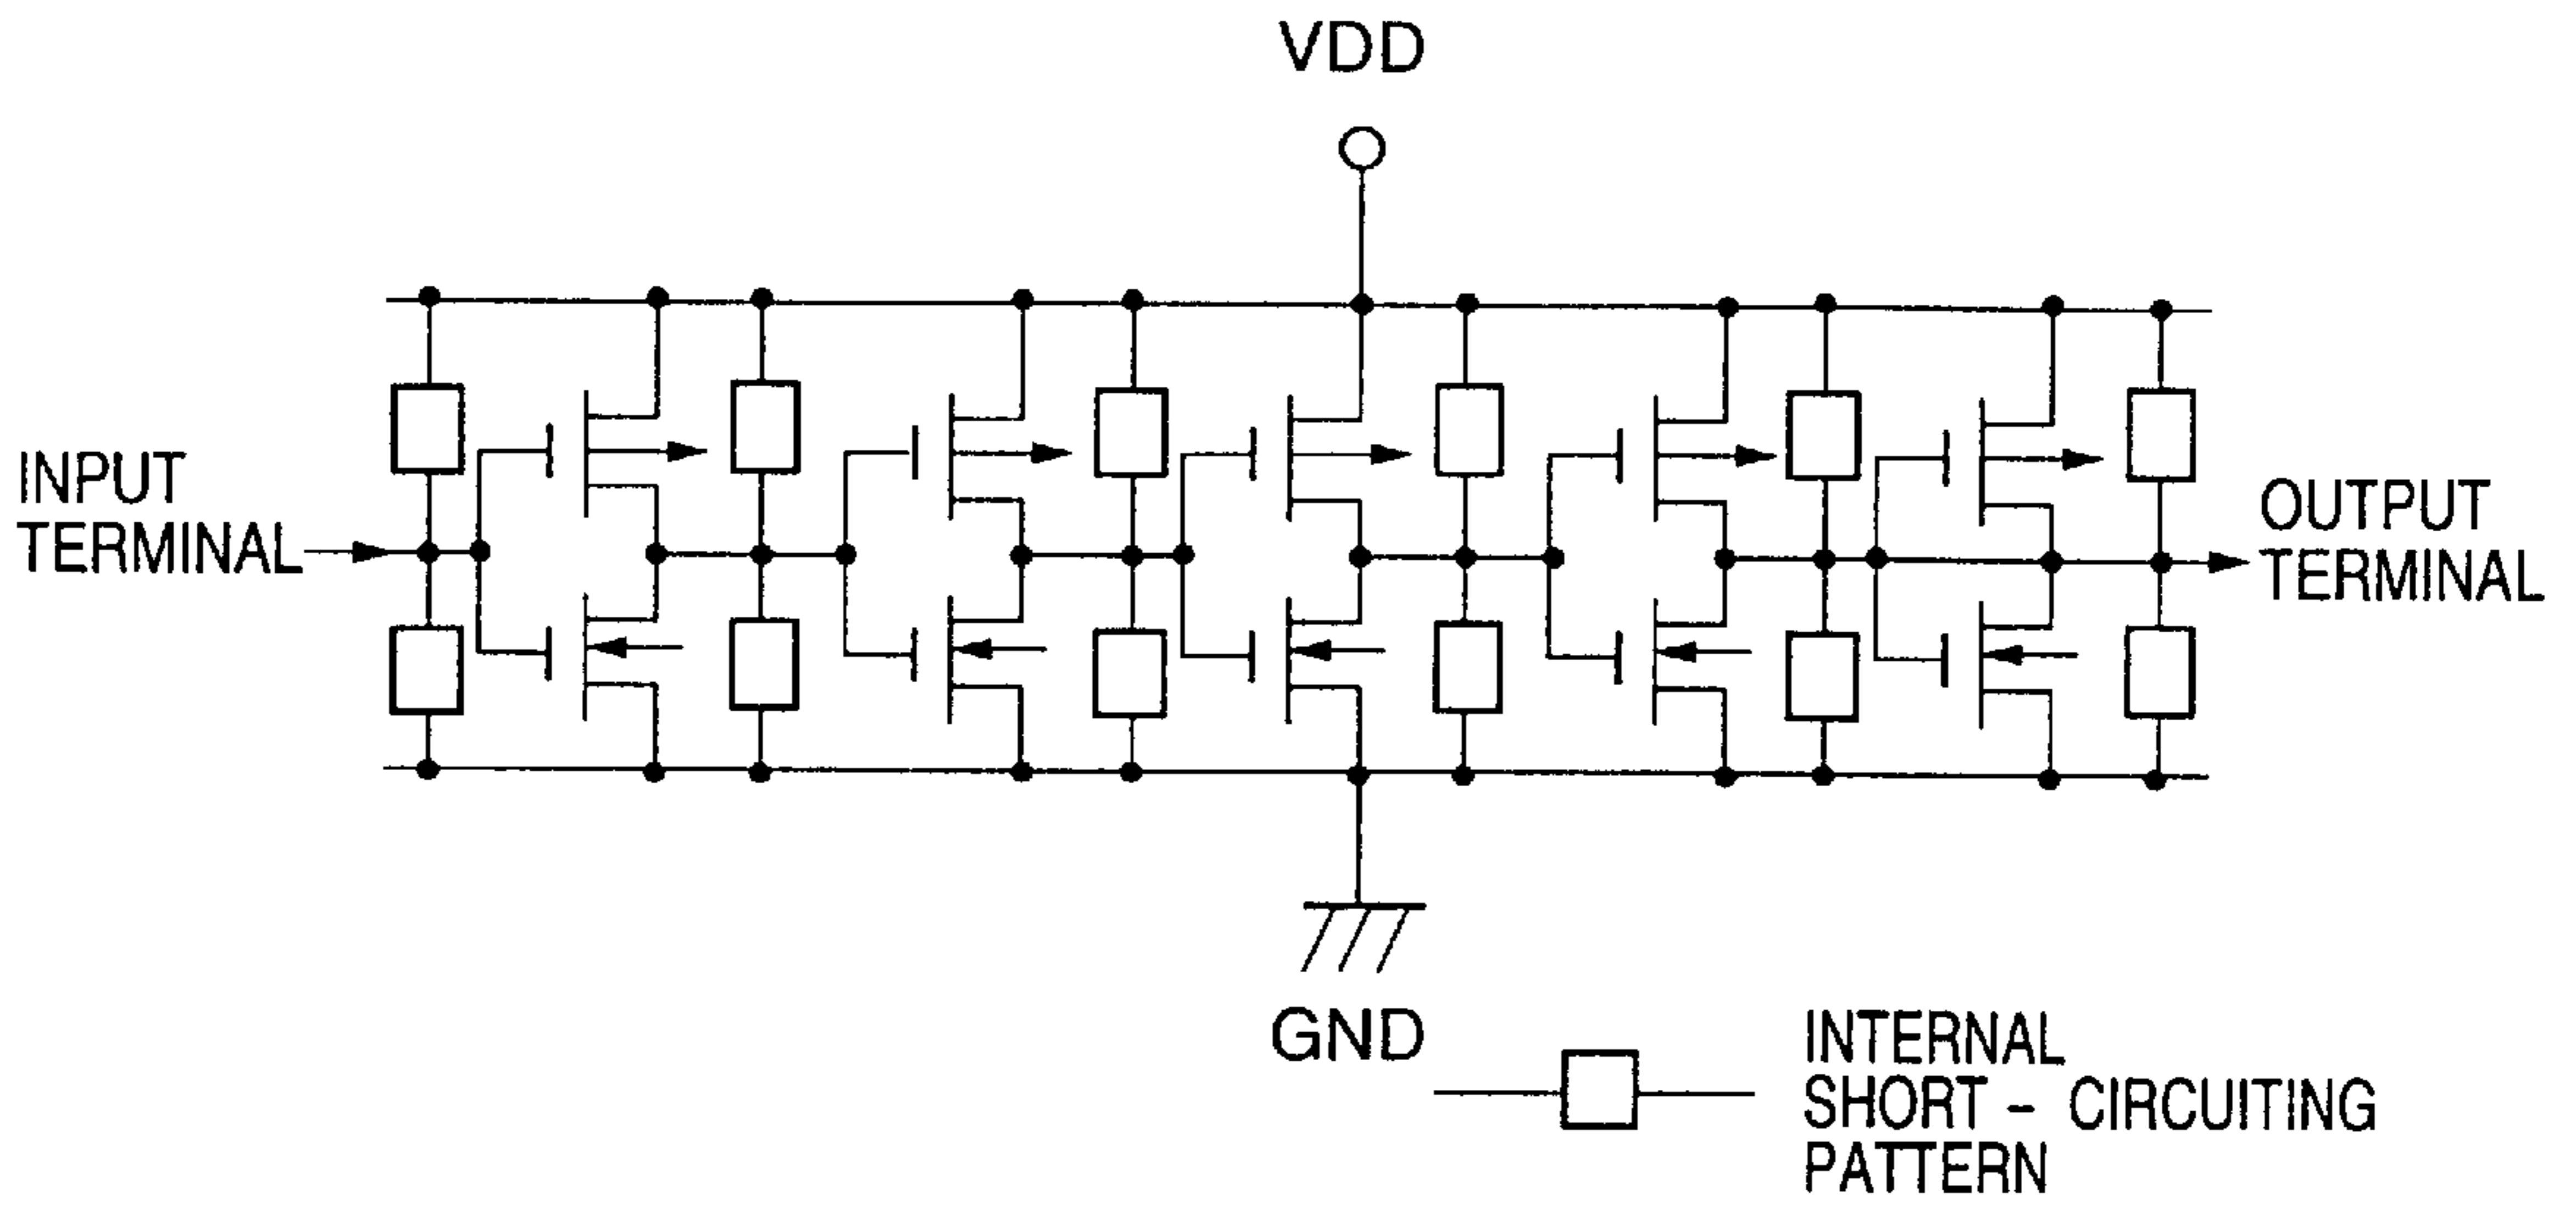 VDD
INPUT
TERMINAL
OUTPUT
TERMINAL
GND
INTERNAL
SHORT - CIRCUITING
PATTERN